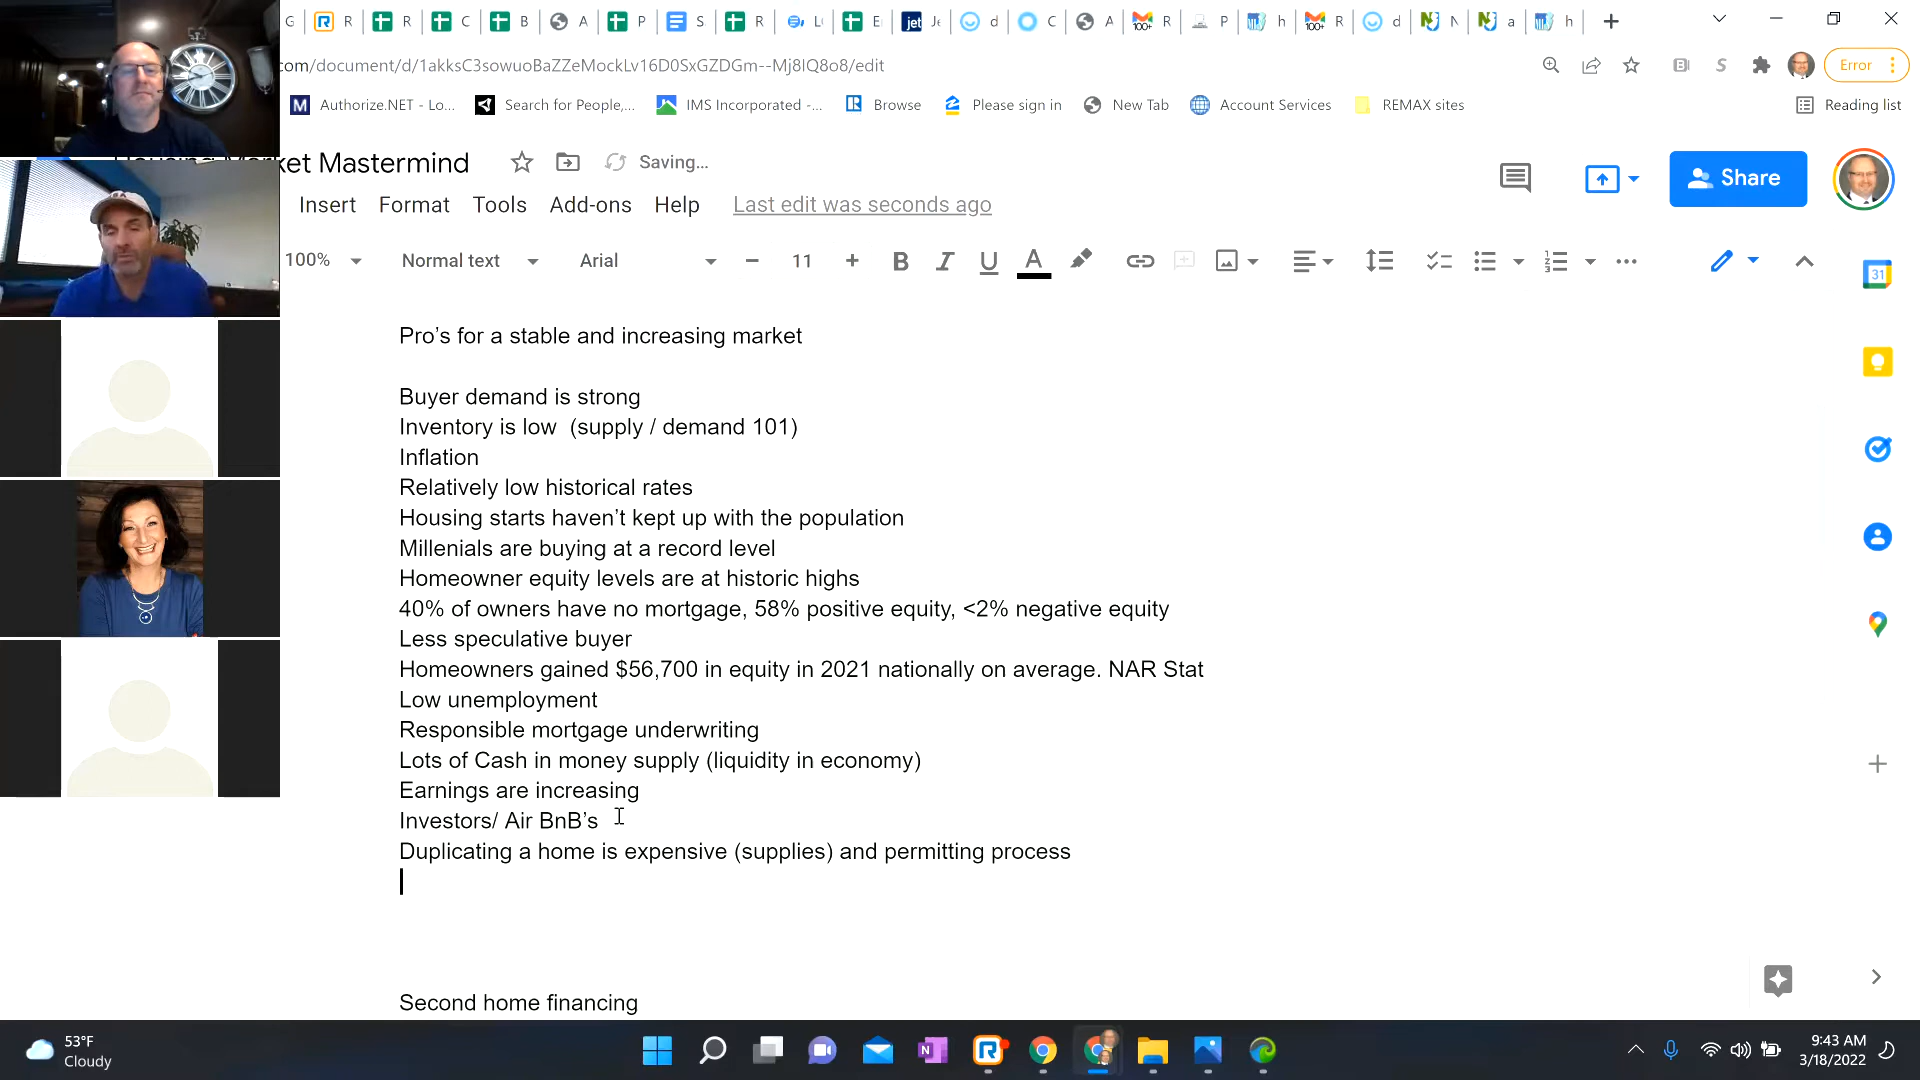 G R R C B A P S R L E Je d C A R P h R d N a h
com/document/d/1akksC3sowuoBaZZeMockLv16D0SxGZDGm--Mj8lQ8o8/edit
Error
Authorize.NET - Lo... Search for People,... IMS Incorporated -... Browse Please sign in New Tab Account Services REMAX sites Reading list
ket Mastermind Saving...
Share
Insert Format Tools Add-ons Help Last edit was seconds ago
100% Normal text Arial 11
Pro’s for a stable and increasing market
Buyer demand is strong
Inventory is low (supply / demand 101)
Inflation
Relatively low historical rates
Housing starts haven’t kept up with the population
Millenials are buying at a record level
Homeowner equity levels are at historic highs
40% of owners have no mortgage, 58% positive equity, <2% negative equity
Less speculative buyer
Homeowners gained $56,700 in equity in 2021 nationally on average. NAR Stat
Low unemployment
Responsible mortgage underwriting
Lots of Cash in money supply (liquidity in economy)
Earnings are increasing
Investors/ Air BnB’s
Duplicating a home is expensive (supplies) and permitting process
Second home financing
53°F
Cloudy
9:43 AM
3/18/2022